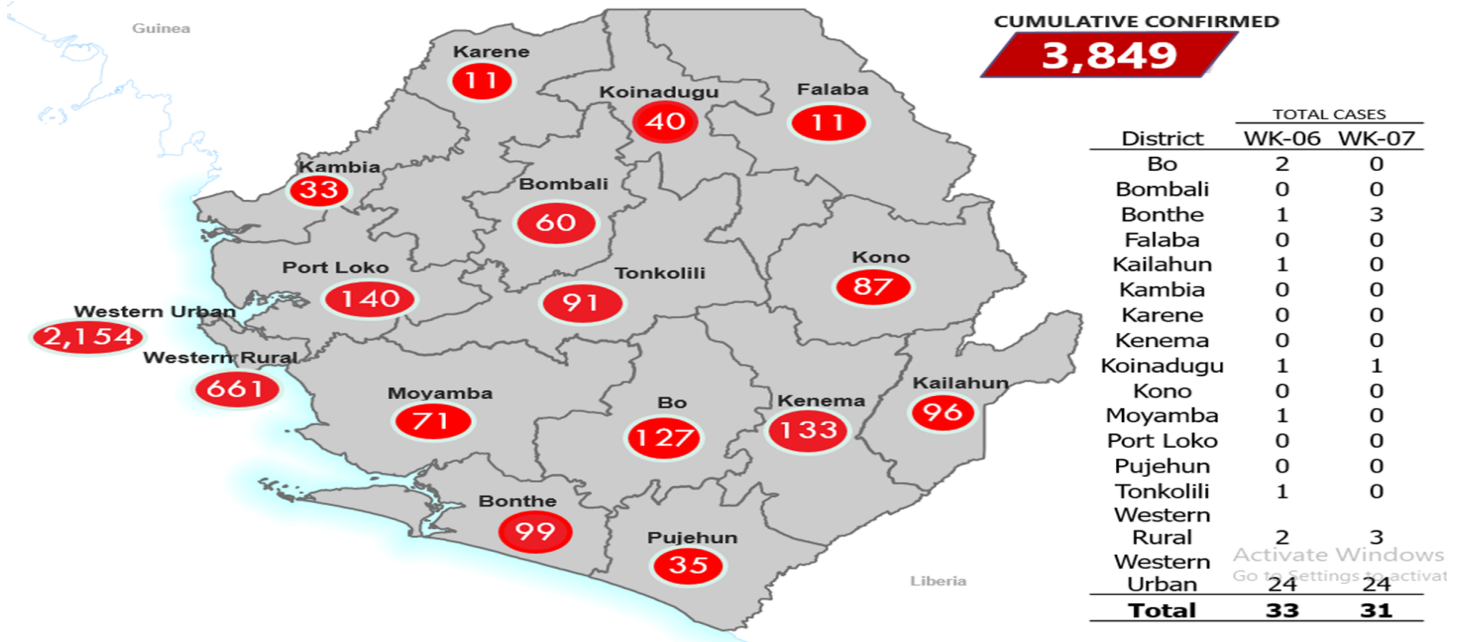 Guinea
Karene
11
Koinadugu
40
Falaba
11
Kambia
33
Bombali
60
Port Loko
140
Tonkolili
91
Kono
87
Western Urban
2,154
Western Rural
661
Moyamba
71
Bo
127
Kenema
133
Kailahun
96
Bonthe
99
Pujehun
35
Liberia
CUMULATIVE CONFIRMED
3,849
TOTAL CASES
District WK-06 WK-07
Bo 2 0
Bombali 0 0
Bonthe 1 3
Falaba 0 0
Kailahun 1 0
Kambia 0 0
Karene 0 0
Kenema 0 0
Koinadugu 1 1
Kono 0 0
Moyamba 1 0
Port Loko 0 0
Pujehun 0 0
Tonkolili 1 0
Western
Rural 2 3
Western
Urban 24 24
Total 33 31
Activate Windows
Go to Settings to activat